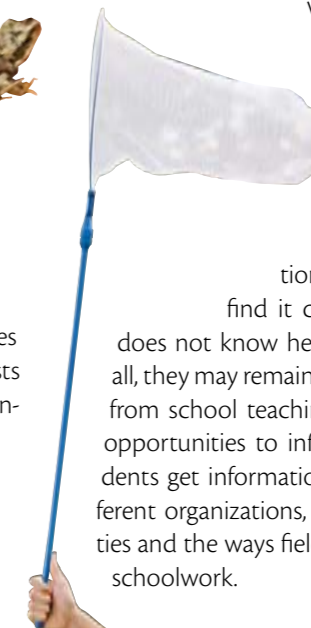 tion
find it c
es
does not know he
sts
all, they may remain
n-
from school teachin
opportunities to inf
dents get informatio
ferent organizations,
ties and the ways fiel
schoolwork.